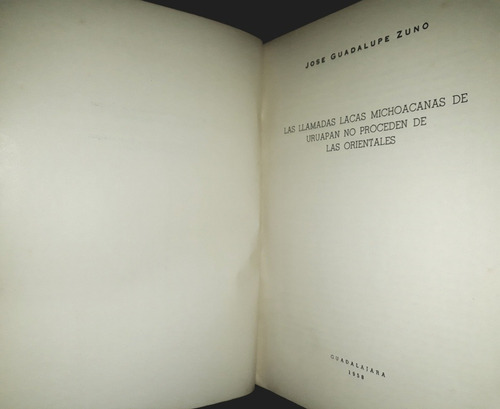 JOSE GUADALUPE ZUNO
LAS LLAMADAS LACAS MICHOACANAS DE
URUAPAN NO PROCEDEN DE
LAS ORIENTALES
GUADALAJARA
1958